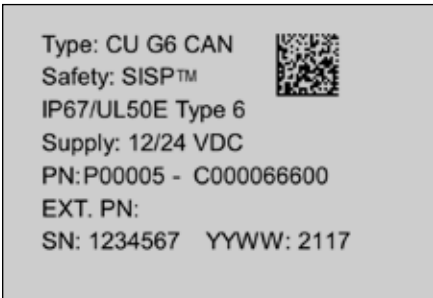 Type: CU G6 CAN
Safety: SISP™
IP67/UL50E Type 6
Supply: 12/24 VDC
PN:P00005 - C000066600
EXT. PN:
SN: 1234567 YYWW: 2117